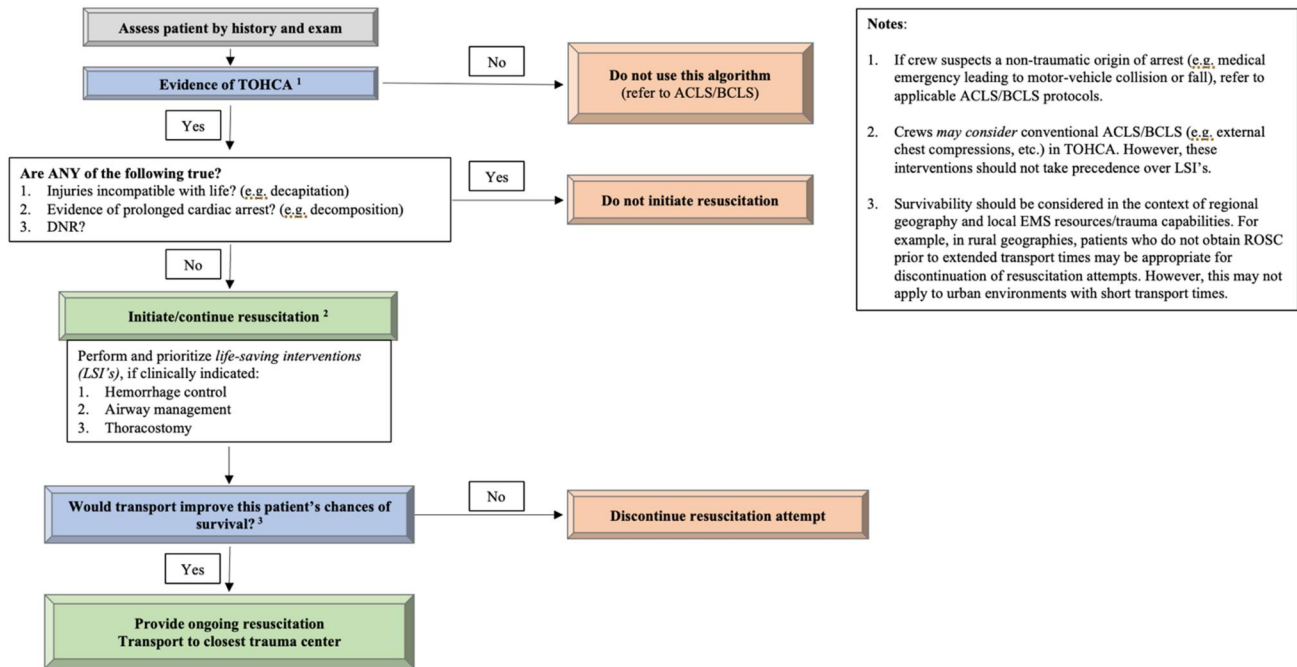 Assess patient by history and exam
Evidence of TOHCA 1
No
Do not use this algorithm
(refer to ACLS/BCLS)
Yes
Are ANY of the following true?
1. Injuries incompatible with life? (e.g. decapitation)
2. Evidence of prolonged cardiac arrest? (e.g. decomposition)
3. DNR?
Yes
Do not initiate resuscitation
No
Initiate/continue resuscitation 2
Perform and prioritize life-saving interventions
(LSI's), if clinically indicated:
1. Hemorrhage control
2. Airway management
3. Thoracostomy
Would transport improve this patient's chances of
survival? 3
No
Discontinue resuscitation attempt
Yes
Provide ongoing resuscitation
Transport to closest trauma center
Notes:
1. If crew suspects a non-traumatic origin of arrest (e.g. medical
emergency leading to motor-vehicle collision or fall), refer to
applicable ACLS/BCLS protocols.
2. Crews may consider conventional ACLS/BCLS (e.g. external
chest compressions, etc.) in TOHCA. However, these
interventions should not take precedence over LSI's.
3. Survivability should be considered in the context of regional
geography and local EMS resources/trauma capabilities. For
example, in rural geographies, patients who do not obtain ROSC
prior to extended transport times may be appropriate for
discontinuation of resuscitation attempts. However, this may not
apply to urban environments with short transport times.